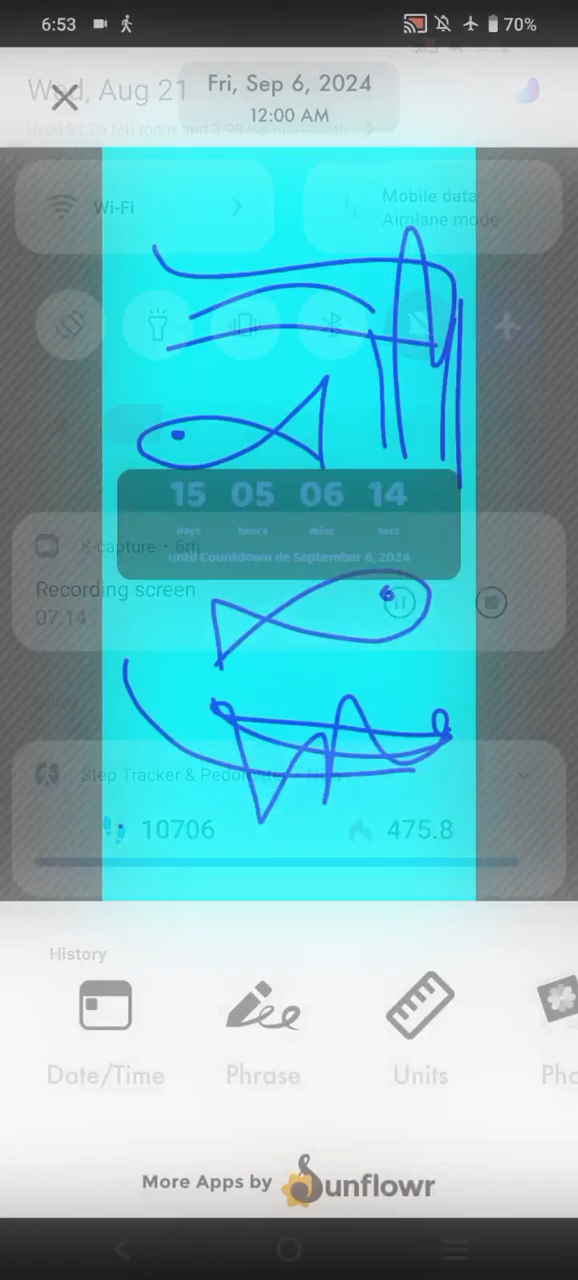 6:53 70%
Wed, Aug 21
Fri, Sep 6, 2024
12:00 AM
Wi-Fi
Mobile data
Airplane mode
15 05 06 14
days hours mins secs
until Countdown de September 6, 2024
S-capture • 6m
Recording screen
07:14
Step Tracker & Pedometer
10706 475.8
History
Date/Time Phrase Units Pho
More Apps by Sunflowr